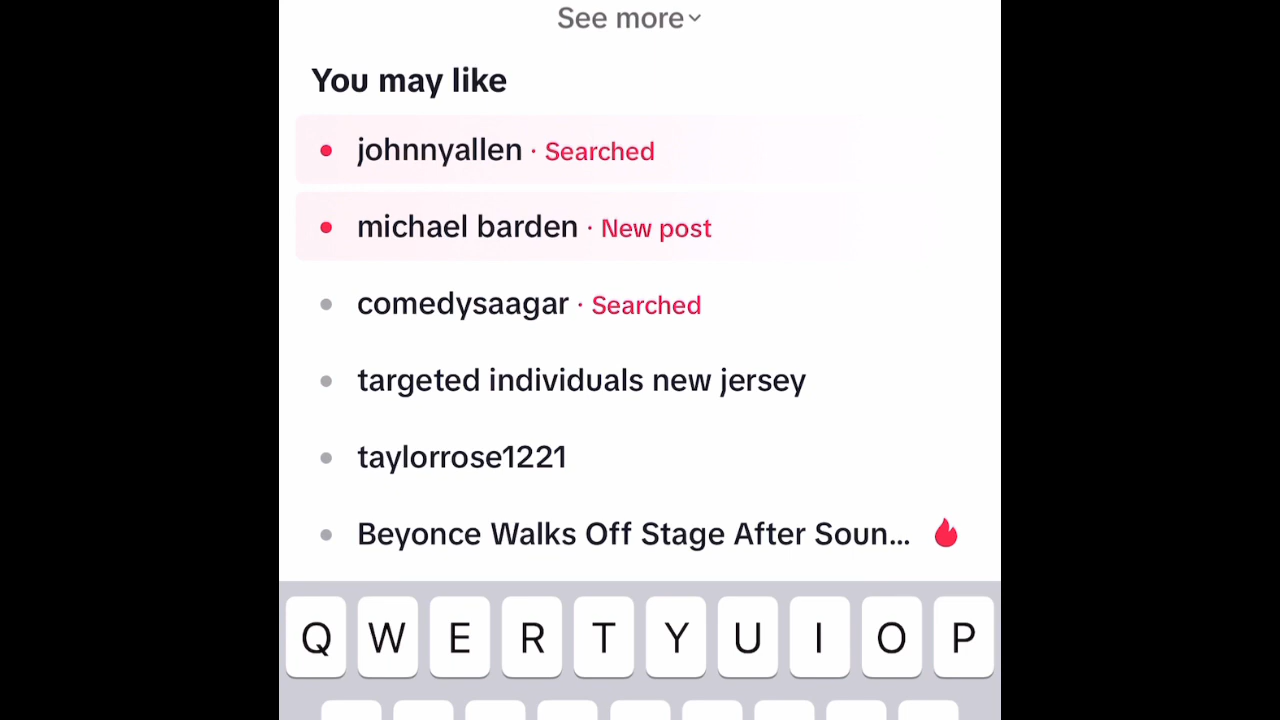 See more
You may like
johnnyallen · Searched
michael barden · New post
comedysaagar · Searched
targeted individuals new jersey
taylorrose1221
Beyonce Walks Off Stage After Soun...
Q W E R T Y U I O P